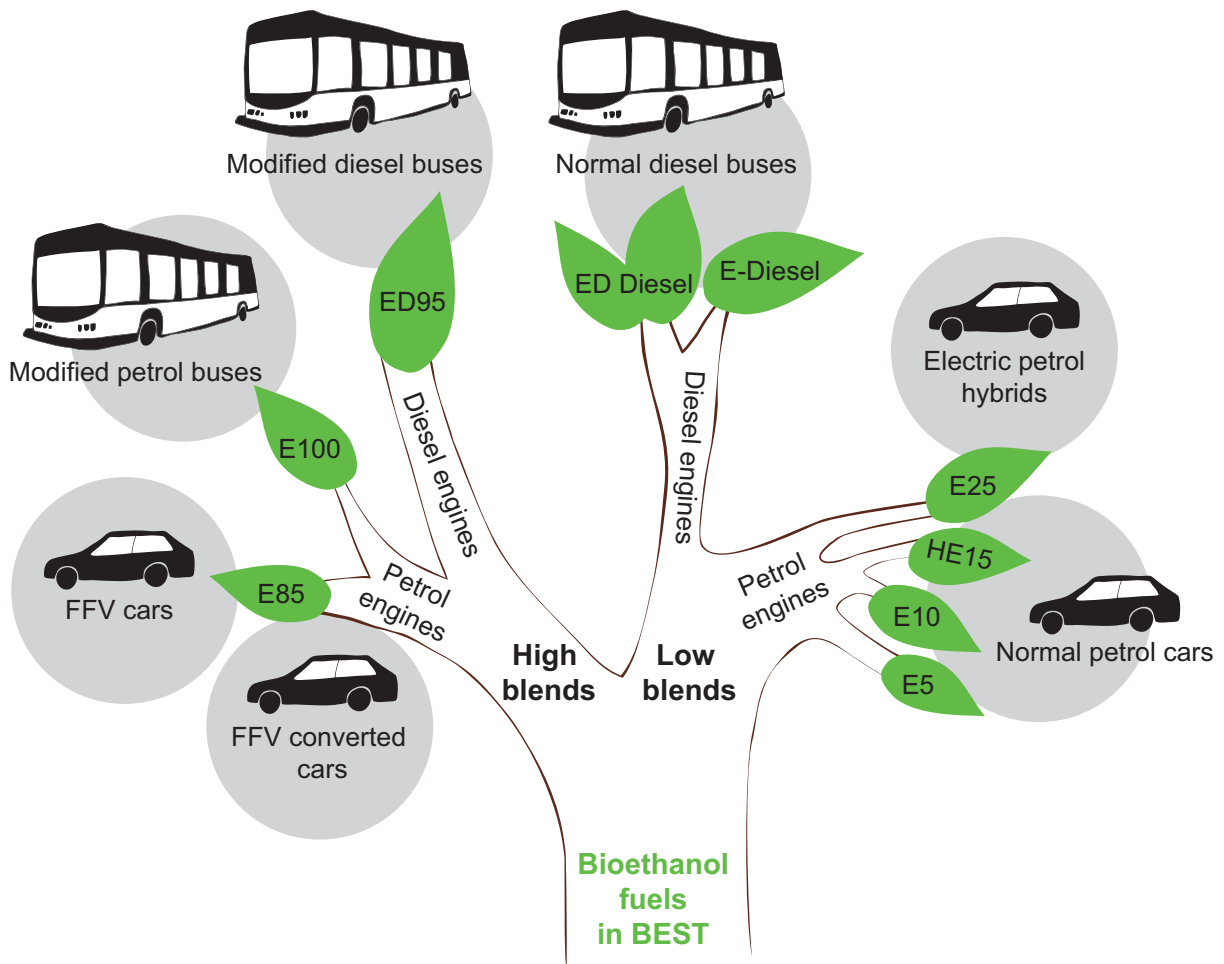 Modified diesel buses
Normal diesel buses
Modified petrol buses
ED95
ED Diesel
E-Diesel
Electric petrol
hybrids
E100
Diesel engines
Diesel engines
E25
HE15
FFV cars
E85
Petrol
engines
Petrol
engines
E10
Normal petrol cars
E5
High
blends
Low
blends
FFV converted
cars
Bioethanol
fuels
in BEST